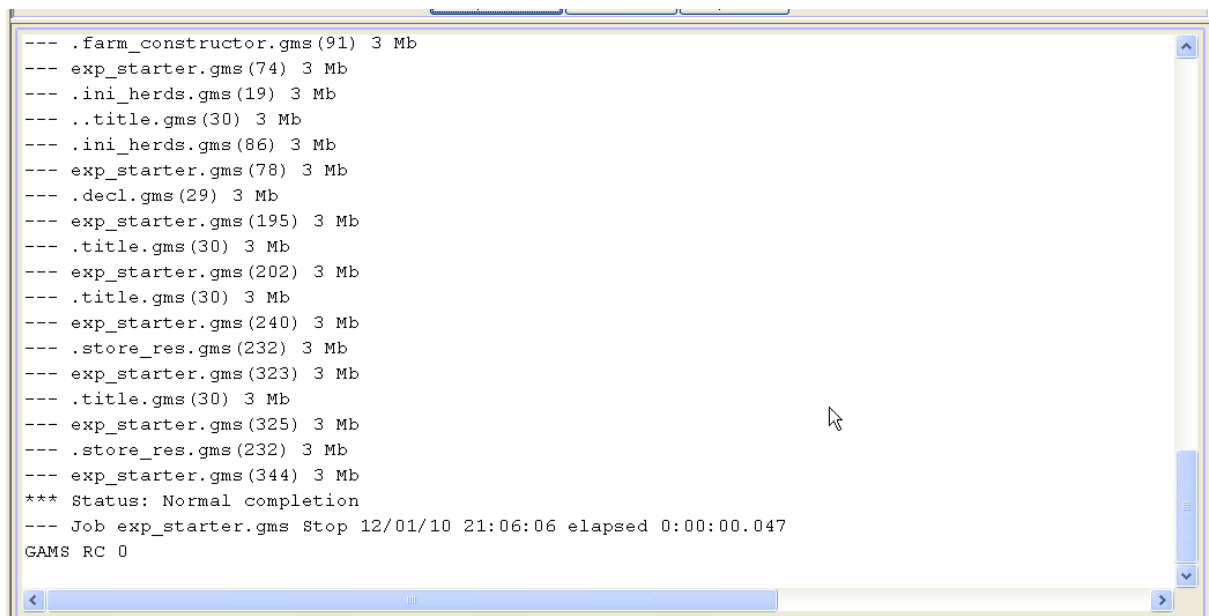 --- .farm_constructor.gms(91) 3 Mb
--- exp_starter.gms(74) 3 Mb
--- .ini_herds.gms(19) 3 Mb
--- ..title.gms(30) 3 Mb
--- .ini_herds.gms(86) 3 Mb
--- exp_starter.gms(78) 3 Mb
--- .decl.gms(29) 3 Mb
--- exp_starter.gms(195) 3 Mb
--- .title.gms(30) 3 Mb
--- exp_starter.gms(202) 3 Mb
--- .title.gms(30) 3 Mb
--- exp_starter.gms(240) 3 Mb
--- .store_res.gms(232) 3 Mb
--- exp_starter.gms(323) 3 Mb
--- .title.gms(30) 3 Mb
--- exp_starter.gms(325) 3 Mb
--- .store_res.gms(232) 3 Mb
--- exp_starter.gms(344) 3 Mb
*** Status: Normal completion
--- Job exp_starter.gms Stop 12/01/10 21:06:06 elapsed 0:00:00.047
GAMS RC 0